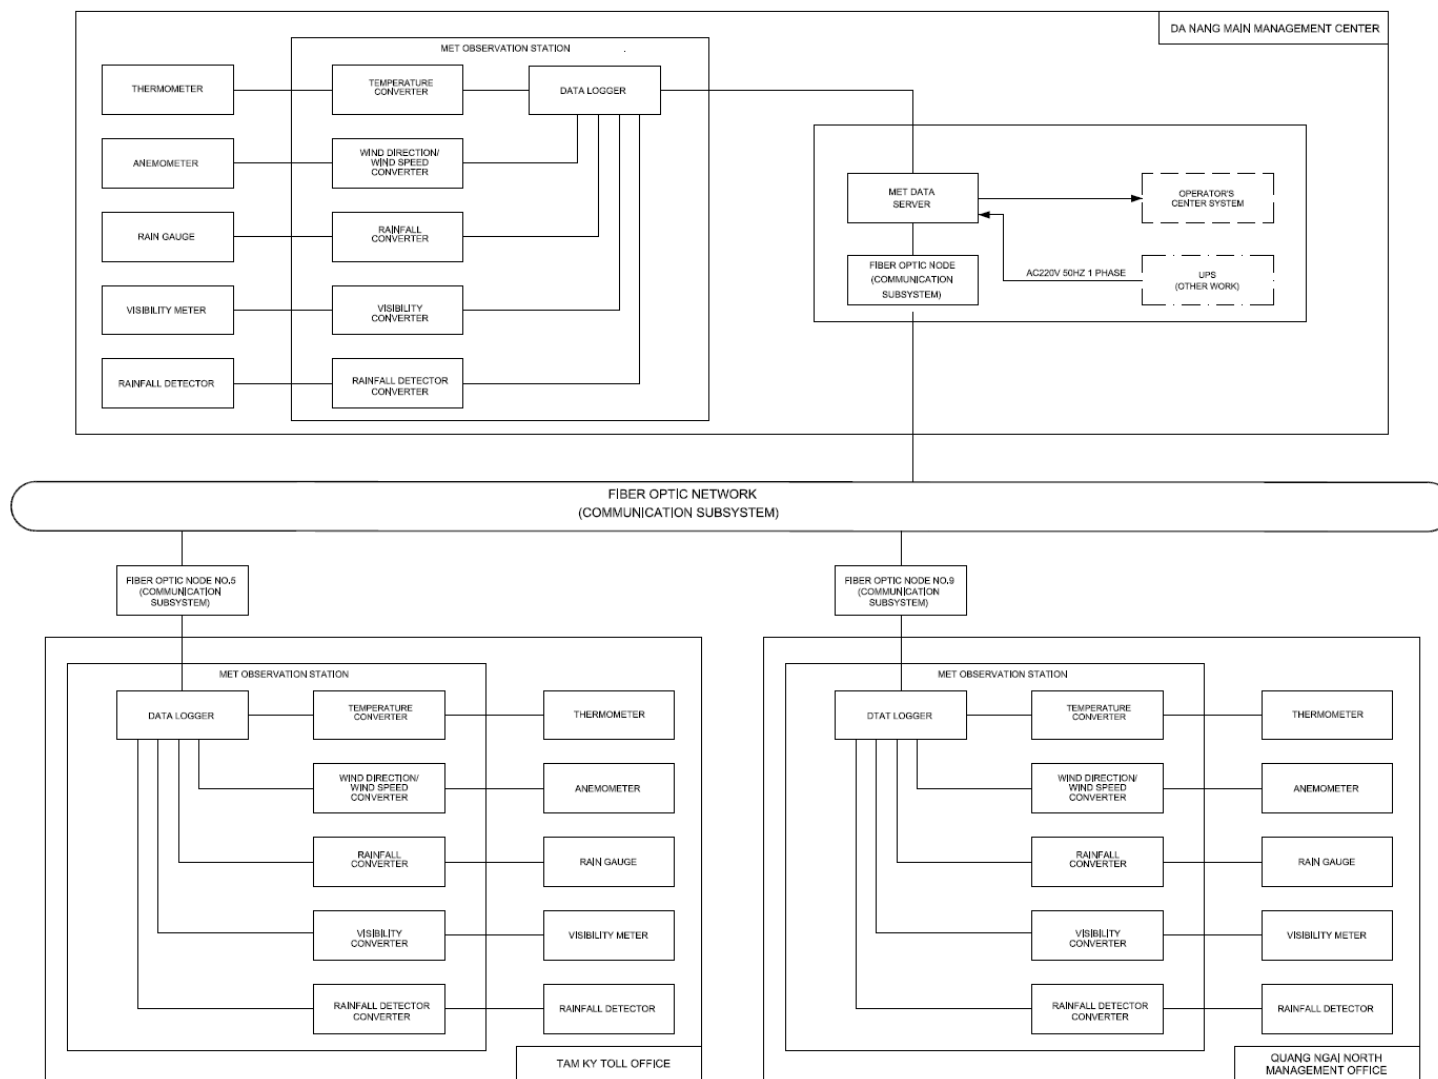 DA NANG MAIN MANAGEMENT CENTER
MET OBSERVATION STATION
THERMOMETER
TEMPERATURE
CONVERTER
DATA LOGGER
ANEMOMETER
WIND DIRECTION/
WIND SPEED
CONVERTER
RAIN GAUGE
RAINFALL
CONVERTER
VISIBILITY METER
VISIBILITY
CONVERTER
RAINFALL DETECTOR
RAINFALL DETECTOR
CONVERTER
MET DATA
SERVER
OPERATOR'S
CENTER SYSTEM
FIBER OPTIC NODE
(COMMUNICATION
SUBSYSTEM)
AC220V 50HZ 1 PHASE
UPS
(OTHER WORK)
FIBER OPTIC NETWORK
(COMMUNICATION SUBSYSTEM)
FIBER OPTIC NODE NO.5
(COMMUNICATION
SUBSYSTEM)
MET OBSERVATION STATION
DATA LOGGER
TEMPERATURE
CONVERTER
THERMOMETER
WIND DIRECTION/
WIND SPEED
CONVERTER
ANEMOMETER
RAINFALL
CONVERTER
RAIN GAUGE
VISIBILITY
CONVERTER
VISIBILITY METER
RAINFALL DETECTOR
CONVERTER
RAINFALL DETECTOR
TAM KY TOLL OFFICE
FIBER OPTIC NODE NO.9
(COMMUNICATION
SUBSYSTEM)
MET OBSERVATION STATION
DTAT LOGGER
TEMPERATURE
CONVERTER
THERMOMETER
WIND DIRECTION/
WIND SPEED
CONVERTER
ANEMOMETER
RAINFALL
CONVERTER
RAIN GAUGE
VISIBILITY
CONVERTER
VISIBILITY METER
RAINFALL DETECTOR
CONVERTER
RAINFALL DETECTOR
QUANG NGAI NORTH
MANAGEMENT OFFICE